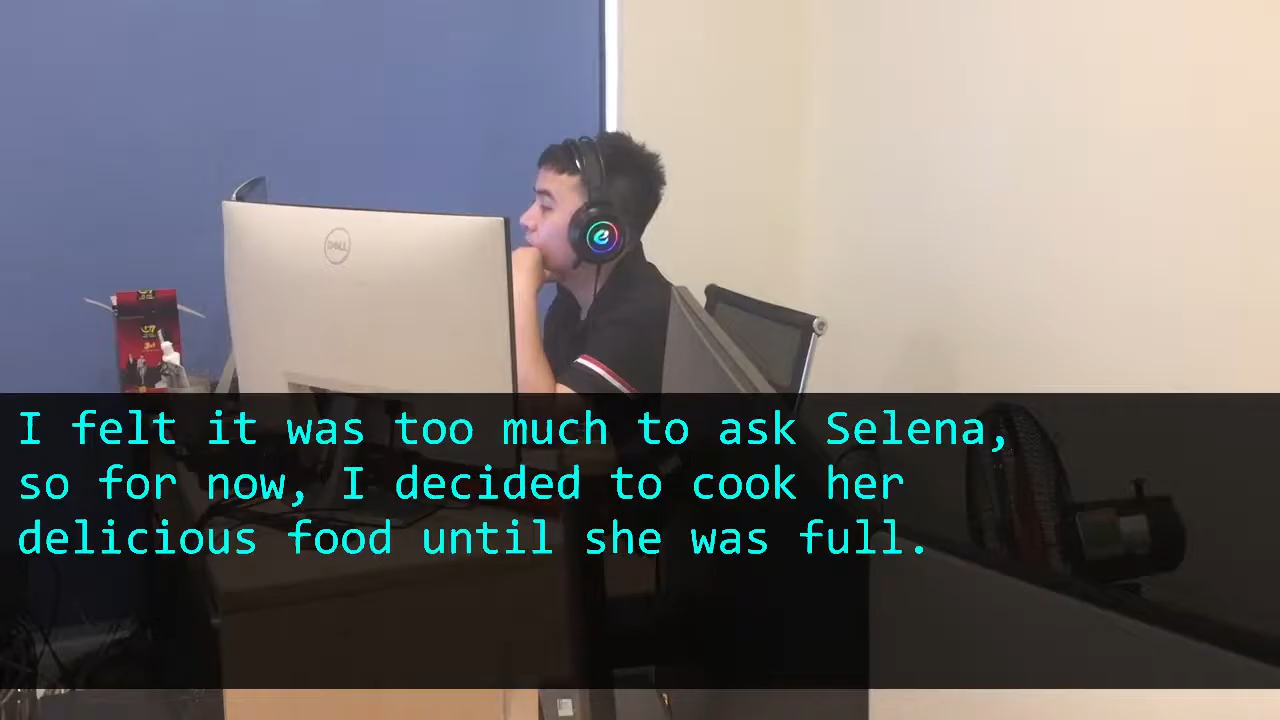 DELL
G7
I felt it was too much to ask Selena,
so for now, I decided to cook her
delicious food until she was full.